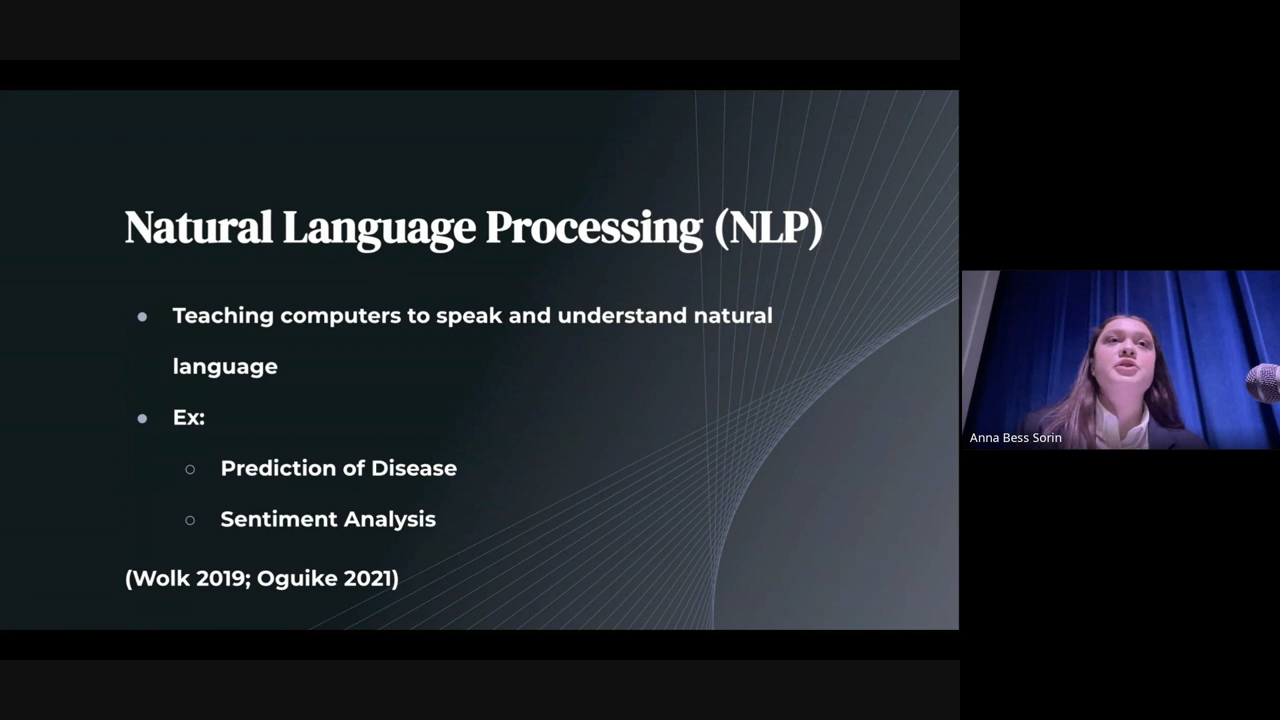 Natural Language Processing (NLP)
● Teaching computers to speak and understand natural
language
● Ex:
○ Prediction of Disease
○ Sentiment Analysis
(Wolk 2019; Oguike 2021)
Anna Bess Sorin